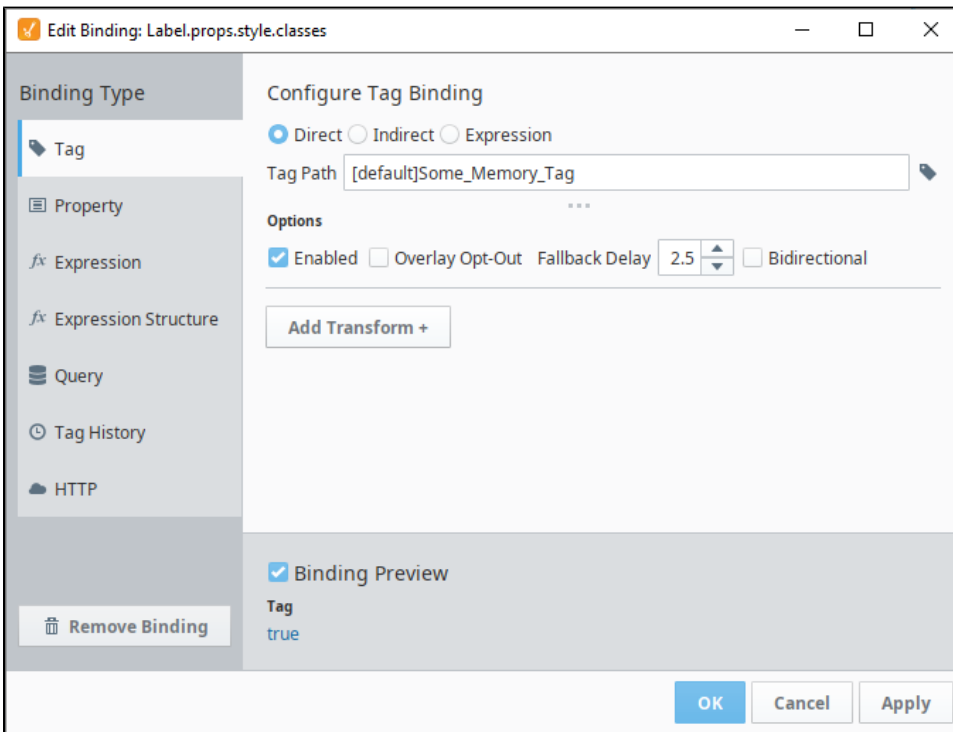 Edit Binding: Label.props.style.classes
Binding Type
Tag
Property
fx Expression
fx Expression Structure
Query
Tag History
HTTP
Remove Binding
Configure Tag Binding
Direct Indirect Expression
Tag Path [default]Some_Memory_Tag
Options
Enabled Overlay Opt-Out Fallback Delay 2.5 Bidirectional
Add Transform +
Binding Preview
Tag
true
OK Cancel Apply